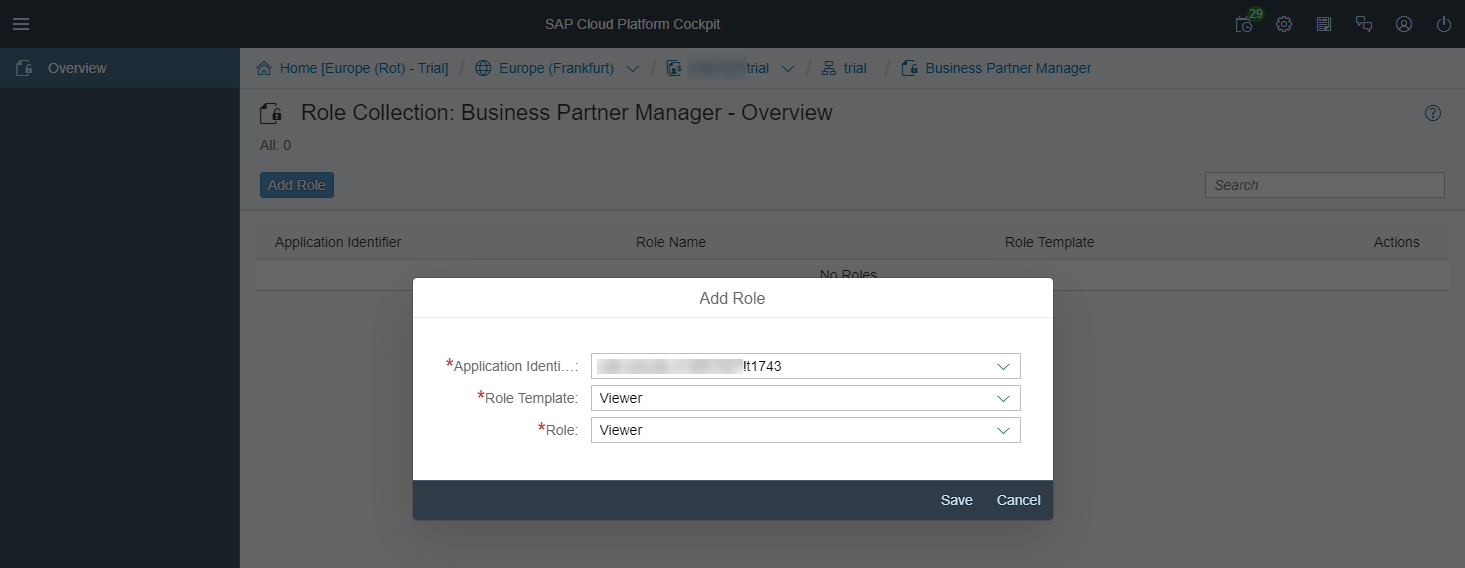 SAP Cloud Platform Cockpit
29
Overview
Home [Europe (Rot) - Trial] / Europe (Frankfurt) / trial / trial / Business Partner Manager
Role Collection: Business Partner Manager - Overview
All: 0
Add Role
Search
Application Identifier Role Name Role Template Actions
No Roles
Add Role
*Application Identi...: !t1743
*Role Template: Viewer
*Role: Viewer
Save Cancel